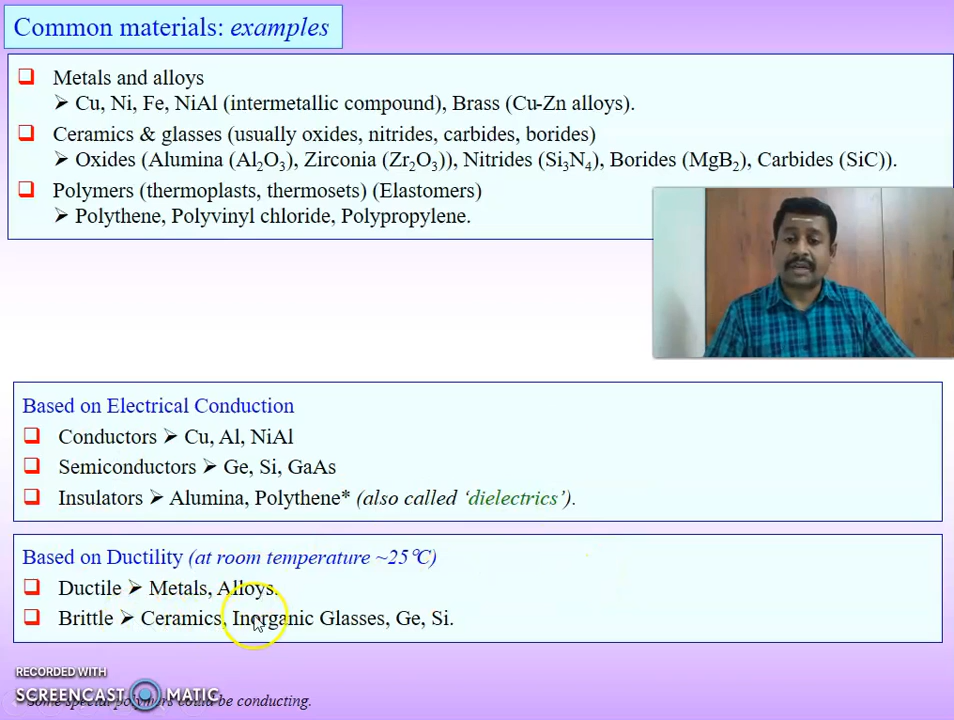 Common materials: examples
❑ Metals and alloys
➢ Cu, Ni, Fe, NiAl (intermetallic compound), Brass (Cu-Zn alloys).
❑ Ceramics & glasses (usually oxides, nitrides, carbides, borides)
➢ Oxides (Alumina (Al₂O₃), Zirconia (Zr₂O₃)), Nitrides (Si₃N₄), Borides (MgB₂), Carbides (SiC)).
❑ Polymers (thermoplasts, thermosets) (Elastomers)
➢ Polythene, Polyvinyl chloride, Polypropylene.
Based on Electrical Conduction
❑ Conductors ➢ Cu, Al, NiAl
❑ Semiconductors ➢ Ge, Si, GaAs
❑ Insulators ➢ Alumina, Polythene* (also called ‘dielectrics’).
Based on Ductility (at room temperature ~25℃)
❑ Ductile ➢ Metals, Alloys.
❑ Brittle ➢ Ceramics, Inorganic Glasses, Ge, Si.
RECORDED WITH
SCREENCAST MATIC
Some special polymers could be conducting.